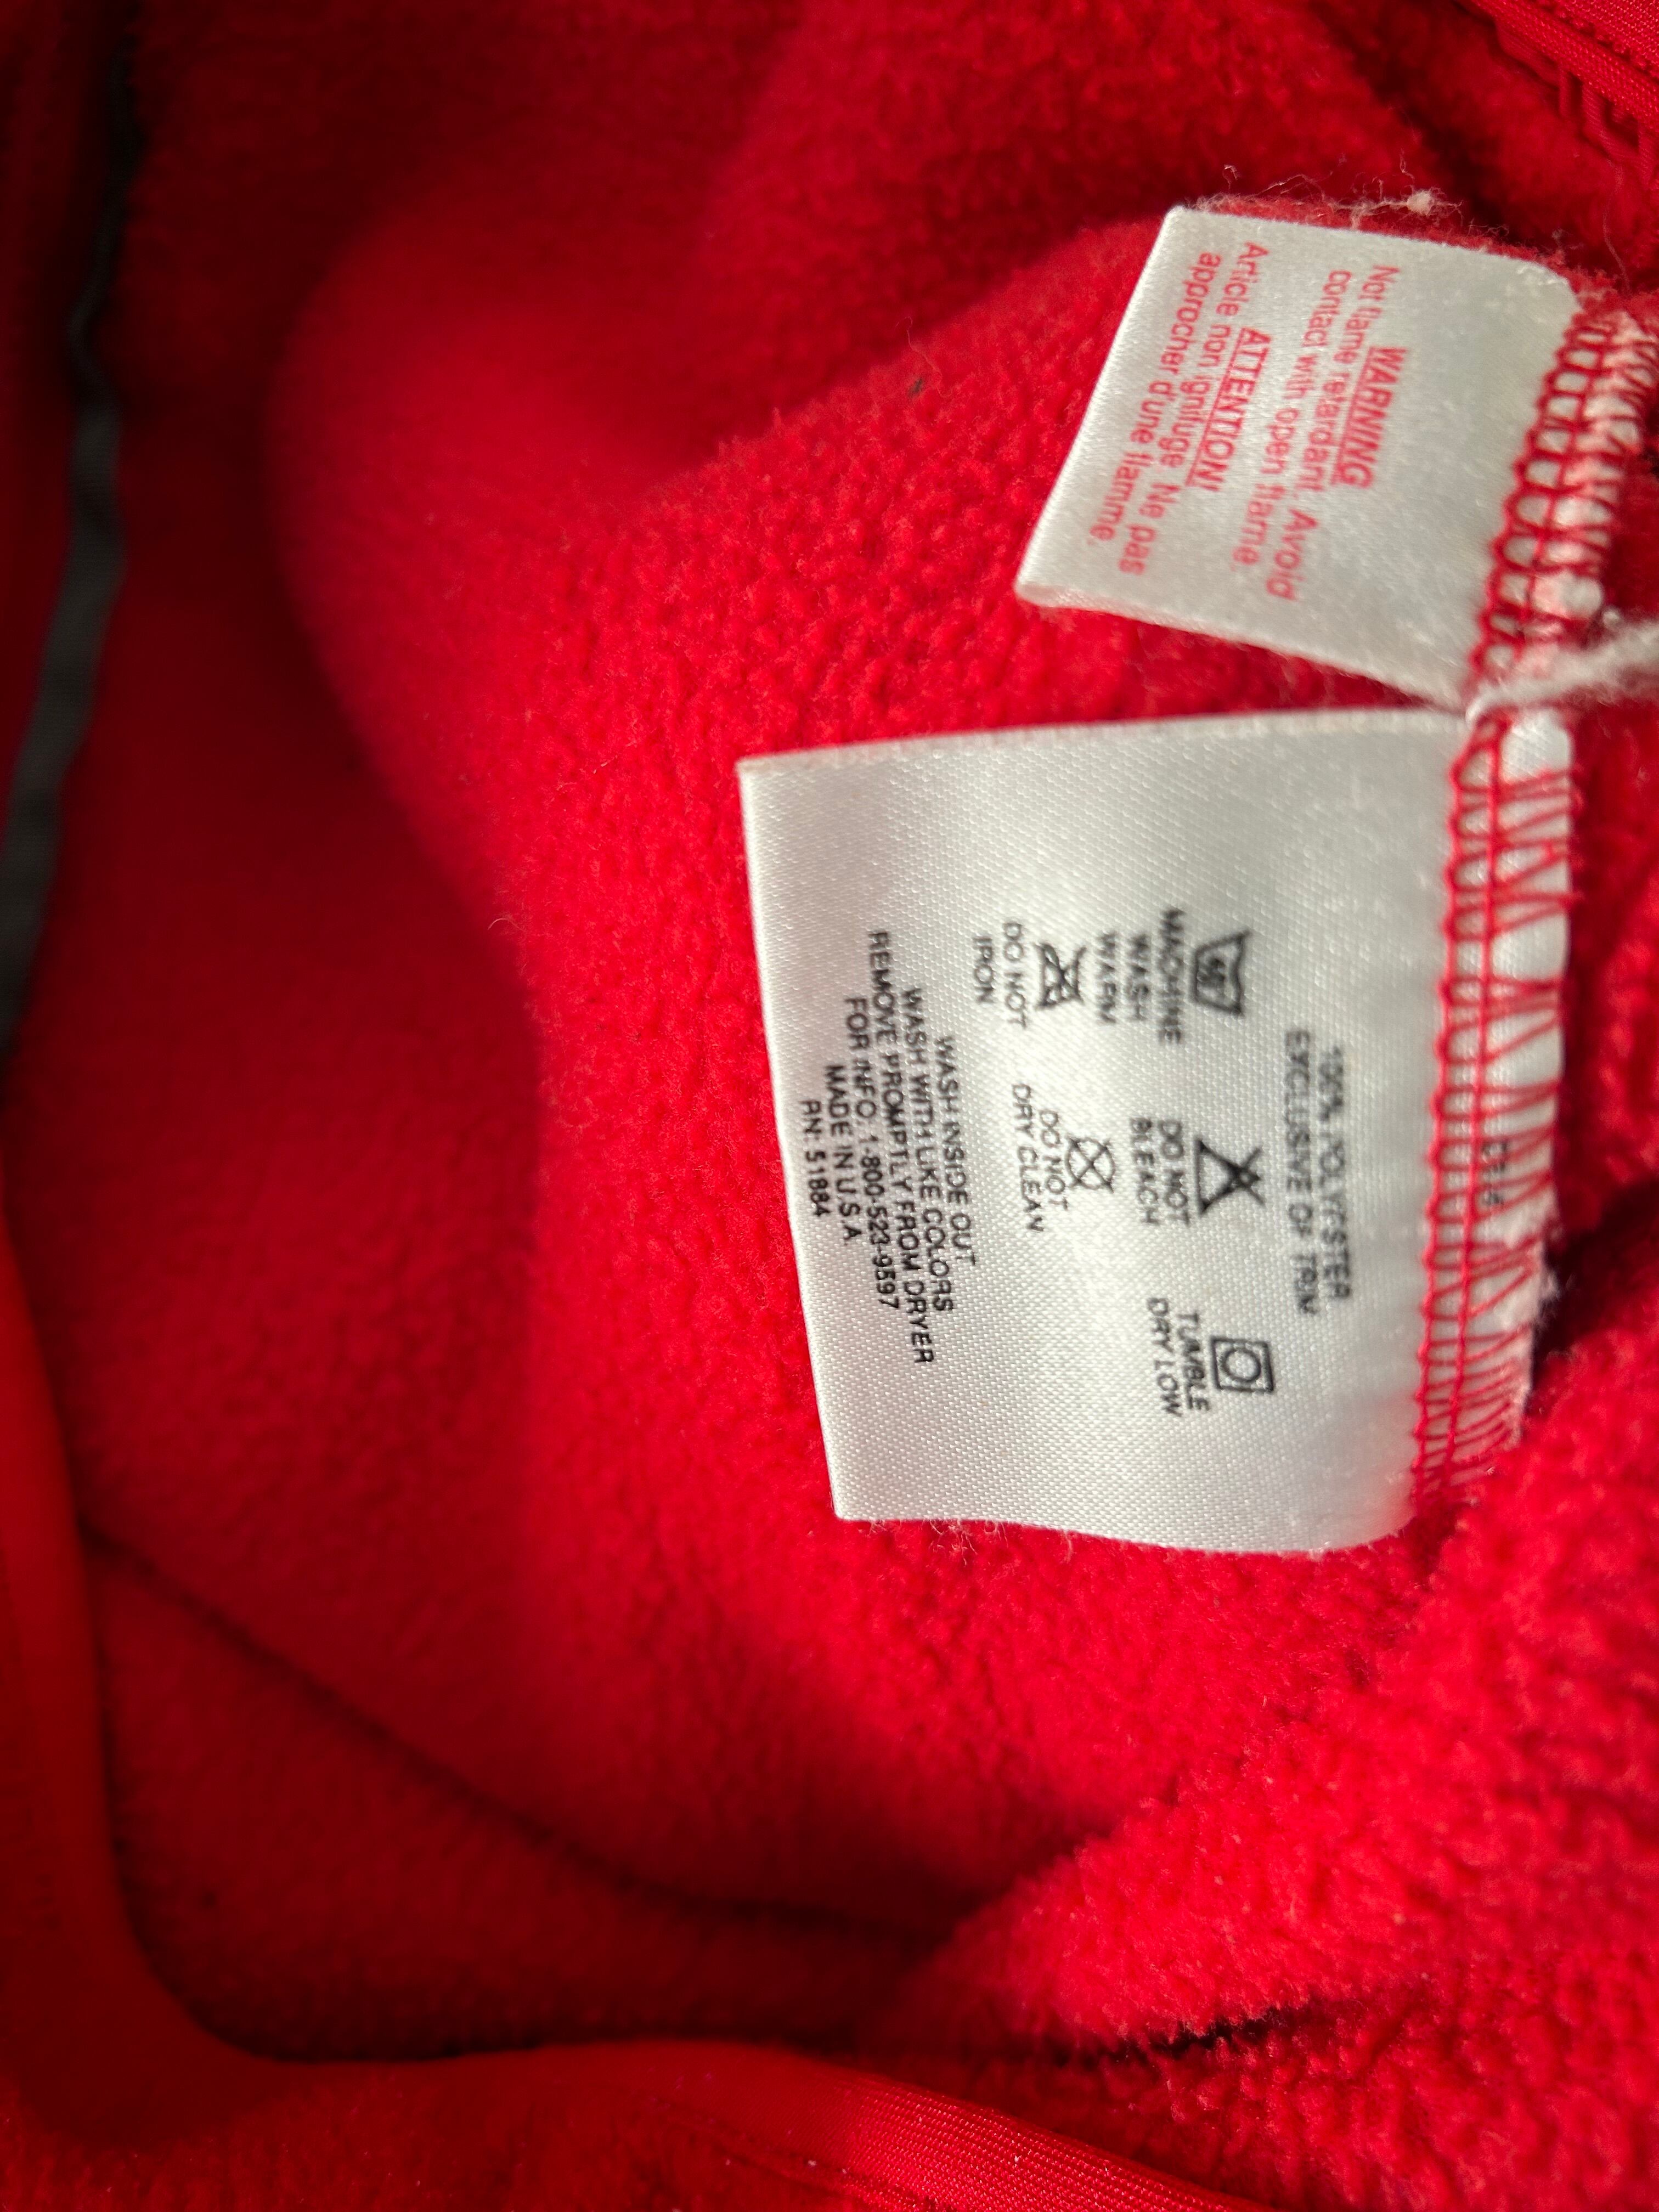 WARNING
Not flame retardant. Avoid
contact with open flame.
ATTENTION!
Article non ignifuge. Ne pas
approcher d'une flamme.
100% POLYESTER
EXCLUSIVE OF TRIM
MACHINE
WASH
WARM
DO NOT
BLEACH
TUMBLE
DRY LOW
DO NOT
IRON
DO NOT
DRY CLEAN
WASH INSIDE OUT
WASH WITH LIKE COLORS
REMOVE PROMPTLY FROM DRYER
FOR INFO. 1-800-523-9597
MADE IN U.S.A
RN: 51884